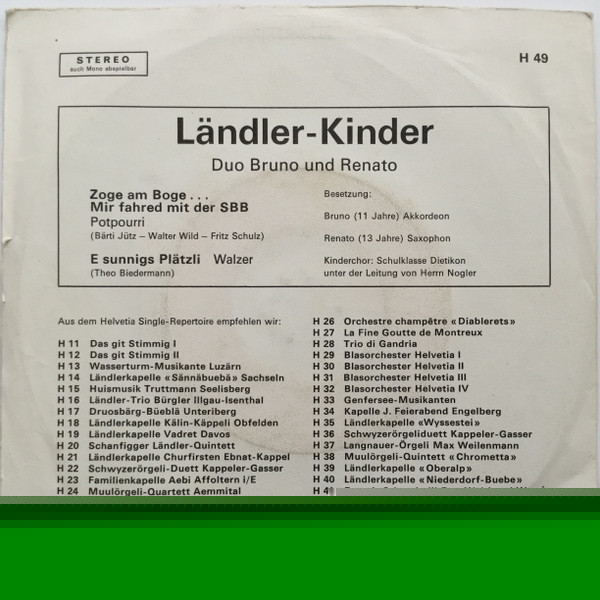 STEREO
auch Mono abspielbar
H 49
Ländler-Kinder
Duo Bruno und Renato
Zoge am Boge . . .
Mir fahred mit der SBB
Potpourri
(Bärti Jütz – Walter Wild – Fritz Schulz)
E sunnigs Plätzli Walzer
(Theo Biedermann)
Besetzung:
Bruno (11 Jahre) Akkordeon
Renato (13 Jahre) Saxophon
Kinderchor: Schulklasse Dietikon
unter der Leitung von Herrn Nogler
Aus dem Helvetia Single-Repertoire empfehlen wir:
H 11 Das git Stimmig I
H 12 Das git Stimmig II
H 13 Wasserturm-Musikante Luzärn
H 14 Ländlerkapelle «Sännäbuebä» Sachseln
H 15 Huismusik Truttmann Seelisberg
H 16 Ländler-Trio Bürgler Illgau-Isenthal
H 17 Druosbärg-Büeblä Unteriberg
H 18 Ländlerkapelle Kälin-Käppeli Obfelden
H 19 Ländlerkapelle Vadret Davos
H 20 Schanfigger Ländler-Quintett
H 21 Ländlerkapelle Churfirsten Ebnat-Kappel
H 22 Schwyzerörgeli-Duett Kappeler-Gasser
H 23 Familienkapelle Aebi Affoltern i/E
H 24 Muulörgeli-Quartett Aemmital
H 26 Orchestre champêtre «Diablerets»
H 27 La Fine Goutte de Montreux
H 28 Trio di Gandria
H 29 Blasorchester Helvetia I
H 30 Blasorchester Helvetia II
H 31 Blasorchester Helvetia III
H 32 Blasorchester Helvetia IV
H 33 Genfersee-Musikanten
H 34 Kapelle J. Feierabend Engelberg
H 35 Ländlerkapelle «Wyssestei»
H 36 Schwyzerörgeliduett Kappeler-Gasser
H 37 Langnauer-Örgeli Max Weilenmann
H 38 Muulörgeli-Quintett «Chrometta»
H 39 Ländlerkapelle «Oberalp»
H 40 Ländlerkapelle «Niederdorf-Buebe»